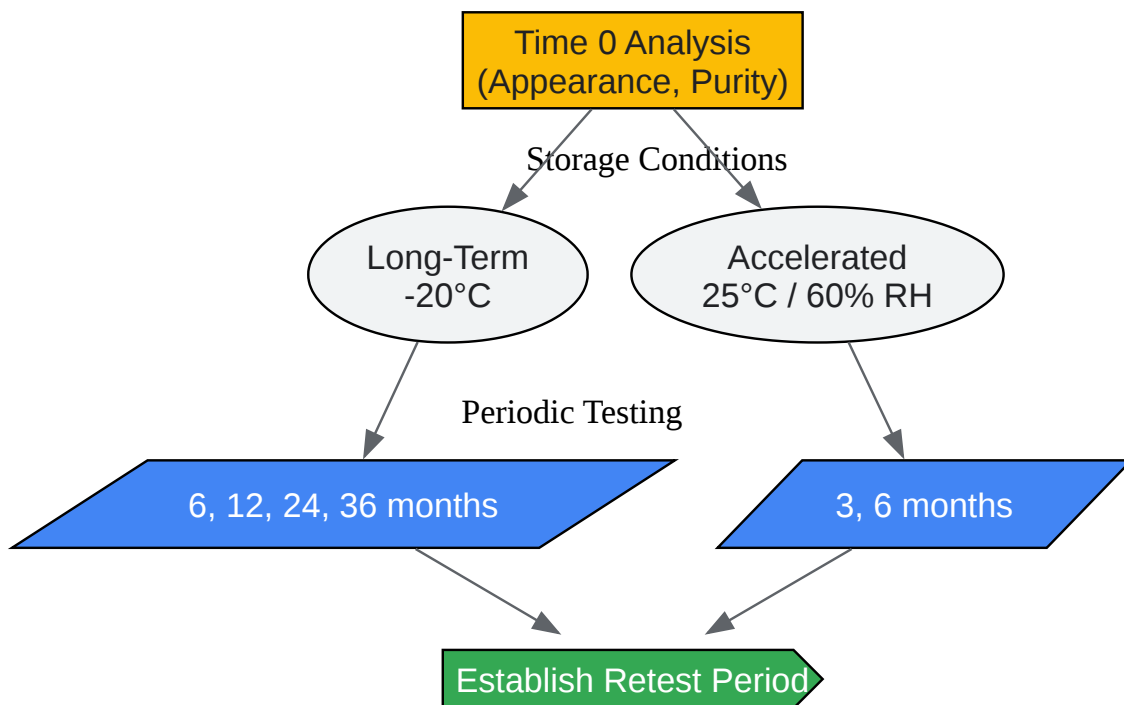 Time 0 Analysis
(Appearance, Purity)
Storage Conditions
Long-Term
-20°C
Accelerated
25°C / 60% RH
Periodic Testing
6, 12, 24, 36 months
3, 6 months
Establish Retest Period